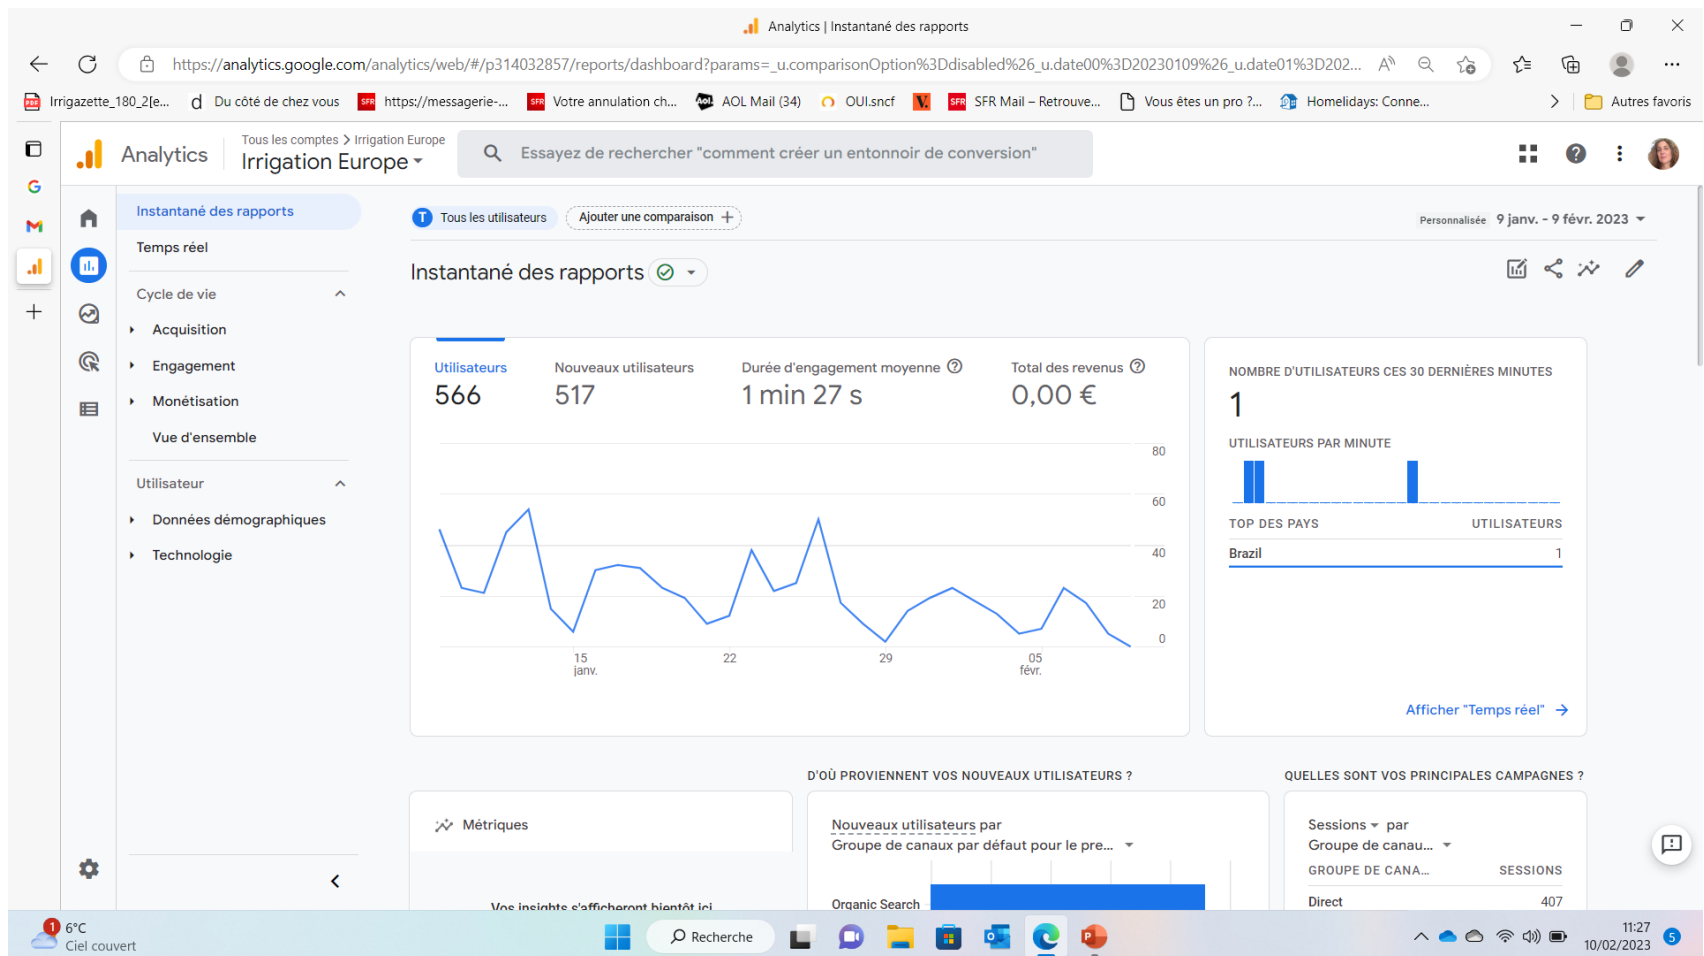 Analytics | Instantané des rapports
https://analytics.google.com/analytics/web/#/p314032857/reports/dashboard?params=_u.comparisonOption%3Ddisabled%26_u.date00%3D20230109%26_u.date01%3D202...
Irrigazette_180_2[e...
Du côté de chez vous
https://messagerie-...
Votre annulation ch...
AOL Mail (34)
OUI.sncf
SFR Mail – Retrouve...
Vous êtes un pro ?...
Homelidays: Conne...
Autres favoris
Analytics
Tous les comptes > Irrigation Europe
Irrigation Europe
Essayez de rechercher "comment créer un entonnoir de conversion"
Instantané des rapports
Temps réel
Cycle de vie
Acquisition
Engagement
Monétisation
Vue d'ensemble
Utilisateur
Données démographiques
Technologie
T Tous les utilisateurs
Ajouter une comparaison +
Personnalisée 9 janv. - 9 févr. 2023
Instantané des rapports
Utilisateurs
566
Nouveaux utilisateurs
517
Durée d'engagement moyenne
1 min 27 s
Total des revenus
0,00 €
80
60
40
20
0
15
janv.
22
29
05
févr.
NOMBRE D'UTILISATEURS CES 30 DERNIÈRES MINUTES
1
UTILISATEURS PAR MINUTE
TOP DES PAYS UTILISATEURS
Brazil 1
Afficher "Temps réel"
Métriques
Vos insights s'afficheront bientôt ici
D'OÙ PROVIENNENT VOS NOUVEAUX UTILISATEURS ?
Nouveaux utilisateurs par
Groupe de canaux par défaut pour le pre...
Organic Search
QUELLES SONT VOS PRINCIPALES CAMPAGNES ?
Sessions par
Groupe de canau...
GROUPE DE CANA... SESSIONS
Direct 407
1
6°C
Ciel couvert
Recherche
11:27
10/02/2023
5